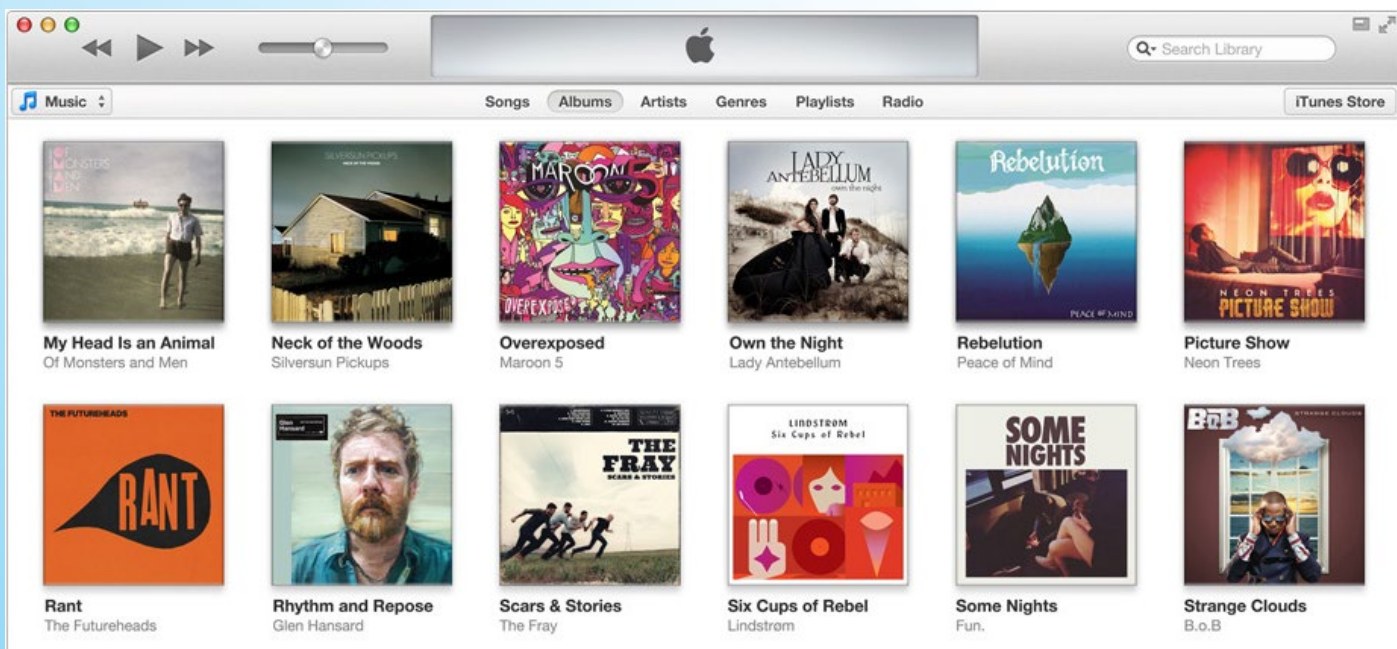 Search Library
Music
Songs Albums Artists Genres Playlists Radio
iTunes Store
OF
MONSTERS
AND
MEN
SILVERSUN PICKUPS
NECK OF THE WOODS
MAROON 5
OVEREXPOSED
LADY
ANTEBELLUM
own the night
Rebelution
PEACE OF MIND
NEON TREES
PICTURE SHOW
My Head Is an Animal
Of Monsters and Men
Neck of the Woods
Silversun Pickups
Overexposed
Maroon 5
Own the Night
Lady Antebellum
Rebelution
Peace of Mind
Picture Show
Neon Trees
THE FUTUREHEADS
RANT
Glen
Hansard
THE
FRAY
SCARS & STORIES
LINDSTRØM
Six Cups of Rebel
SOME
NIGHTS
B.o.B
STRANGE CLOUDS
Rant
The Futureheads
Rhythm and Repose
Glen Hansard
Scars & Stories
The Fray
Six Cups of Rebel
Lindstrøm
Some Nights
Fun.
Strange Clouds
B.o.B